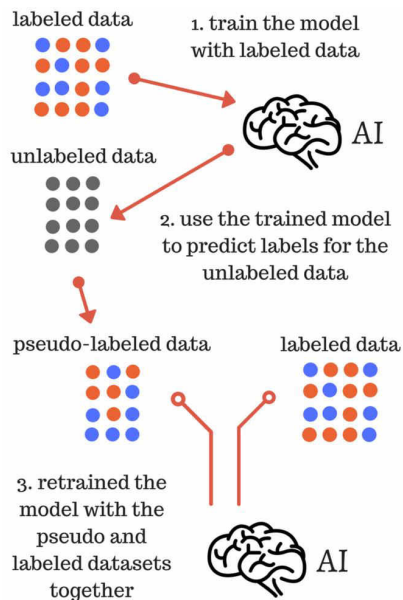 labeled data
1. train the model
with labeled data
AI
unlabeled data
2. use the trained model
to predict labels for the
unlabeled data
pseudo-labeled data
labeled data
3. retrained the
model with the
pseudo and
labeled datasets
together
AI